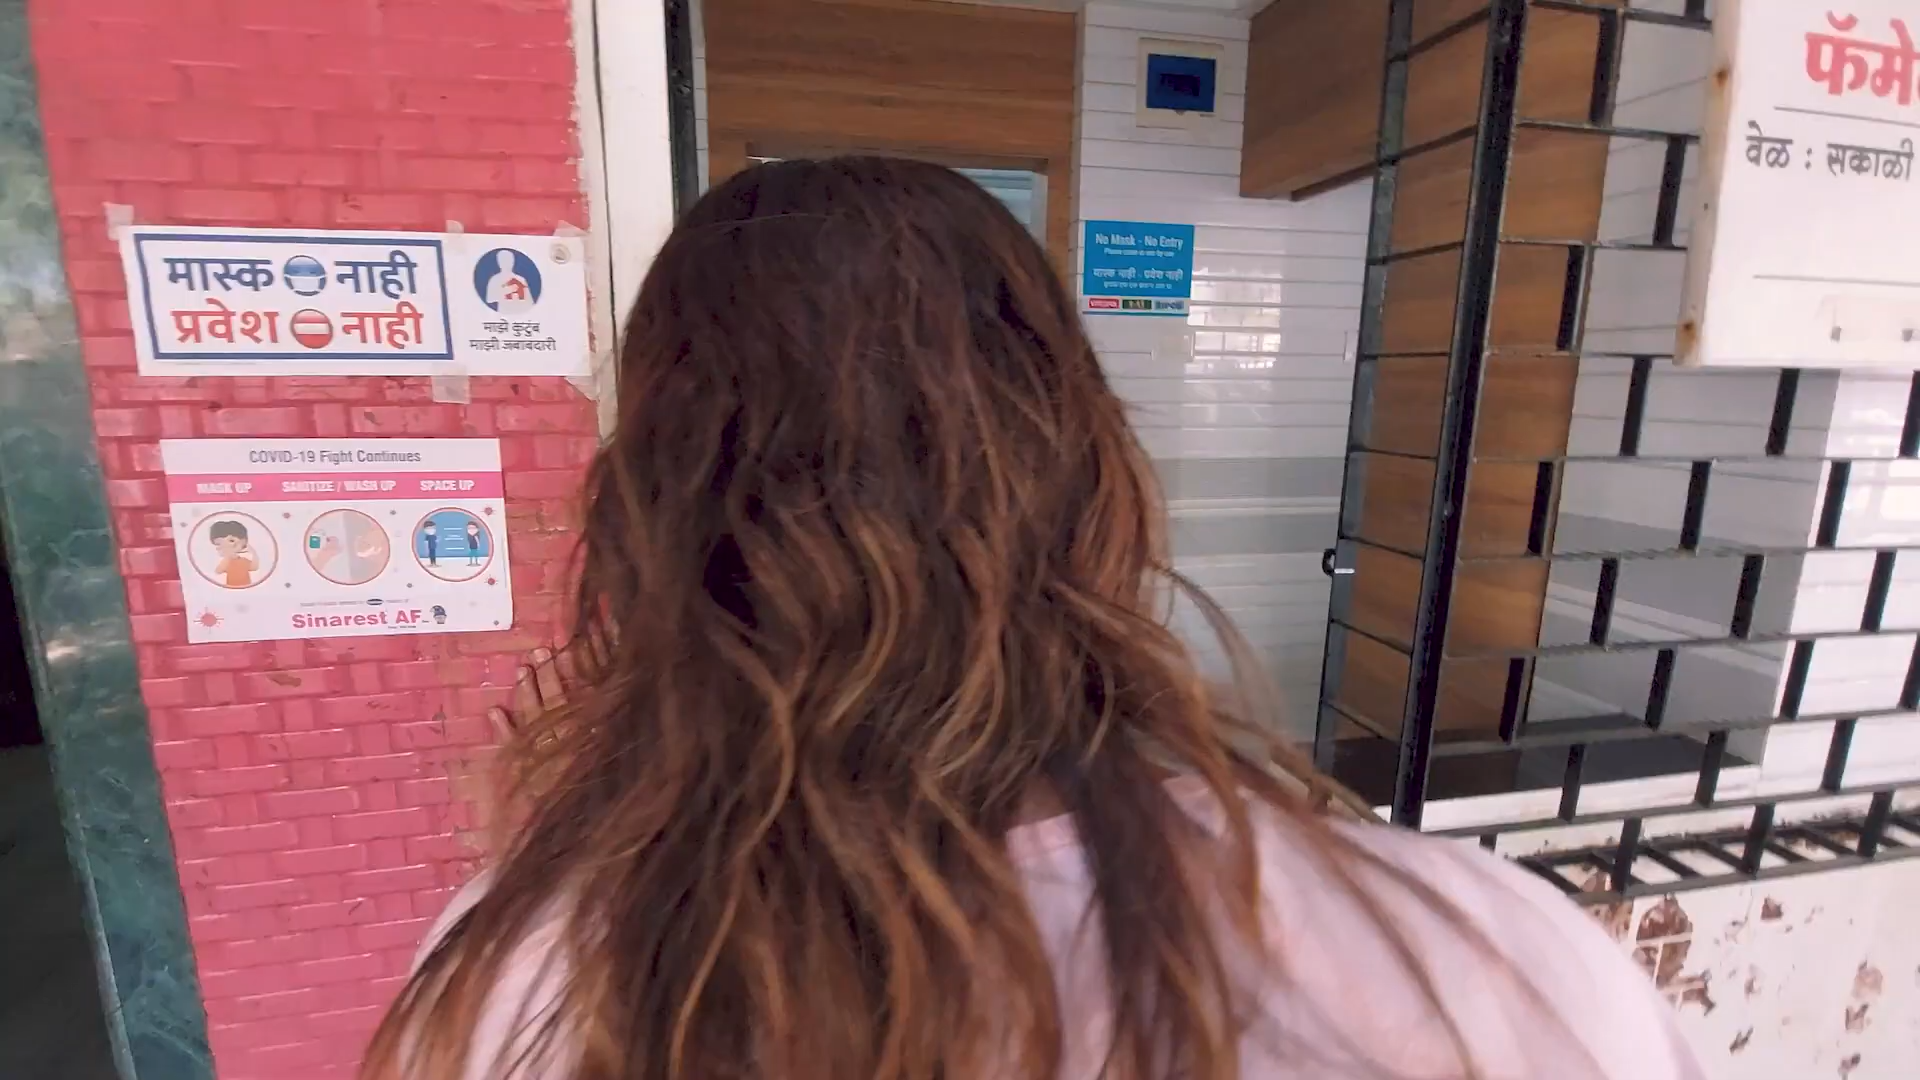 मास्क नाही
प्रवेश नाही
माझे कुटुंब
माझी जबाबदारी
COVID-19 Fight Continues
MASK UP SANITIZE / WASH UP SPACE UP
Sinarest AF
No Mask - No Entry
मास्क नाही - प्रवेश नाही
वेळ : सकाळी